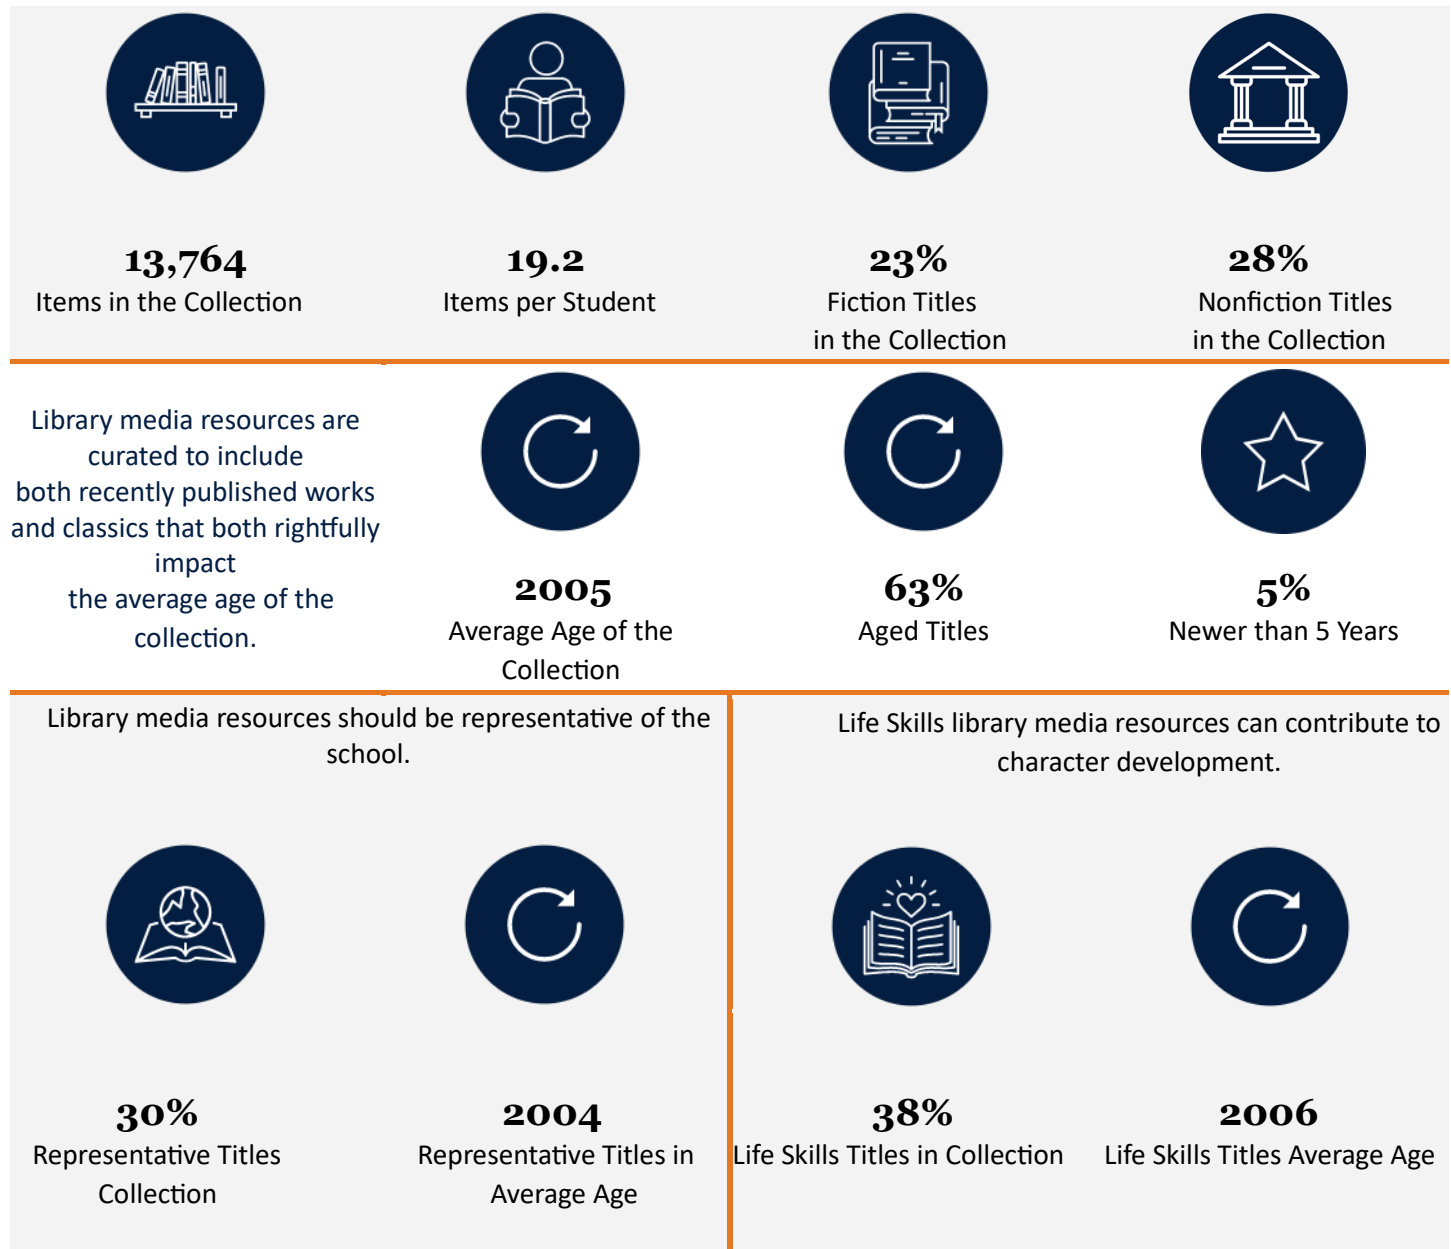 13,764
Items in the Collection
19.2
Items per Student
23%
Fiction Titles
in the Collection
28%
Nonfiction Titles
in the Collection
Library media resources are
curated to include
both recently published works
and classics that both rightfully
impact
the average age of the
collection.
2005
Average Age of the
Collection
63%
Aged Titles
5%
Newer than 5 Years
Library media resources should be representative of the
school.
30%
Representative Titles
Collection
2004
Representative Titles in
Average Age
Life Skills library media resources can contribute to
character development.
38%
Life Skills Titles in Collection
2006
Life Skills Titles Average Age